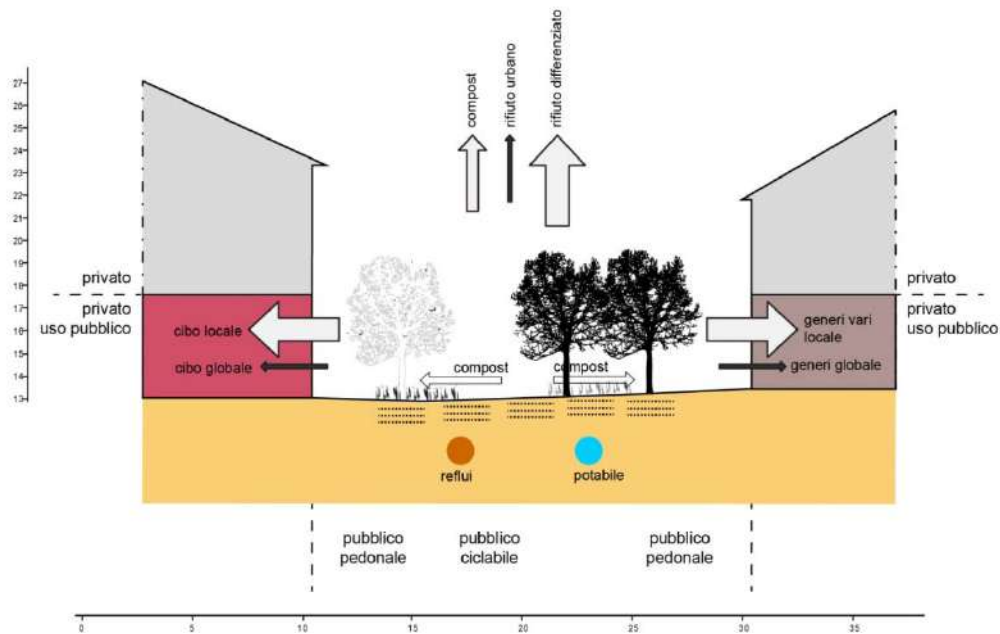 compost
rifiuto urbano
rifiuto differenziato
27
26
25
24
23
22
21
20
19
18
17
16
15
14
13
privato
privato
uso pubblico
cibo locale
cibo globale
compost
compost
generi vari
locale
generi globale
privato
privato
uso pubblico
reflui
potabile
pubblico
pedonale
pubblico
ciclabile
pubblico
pedonale
0
5
10
15
20
25
30
35